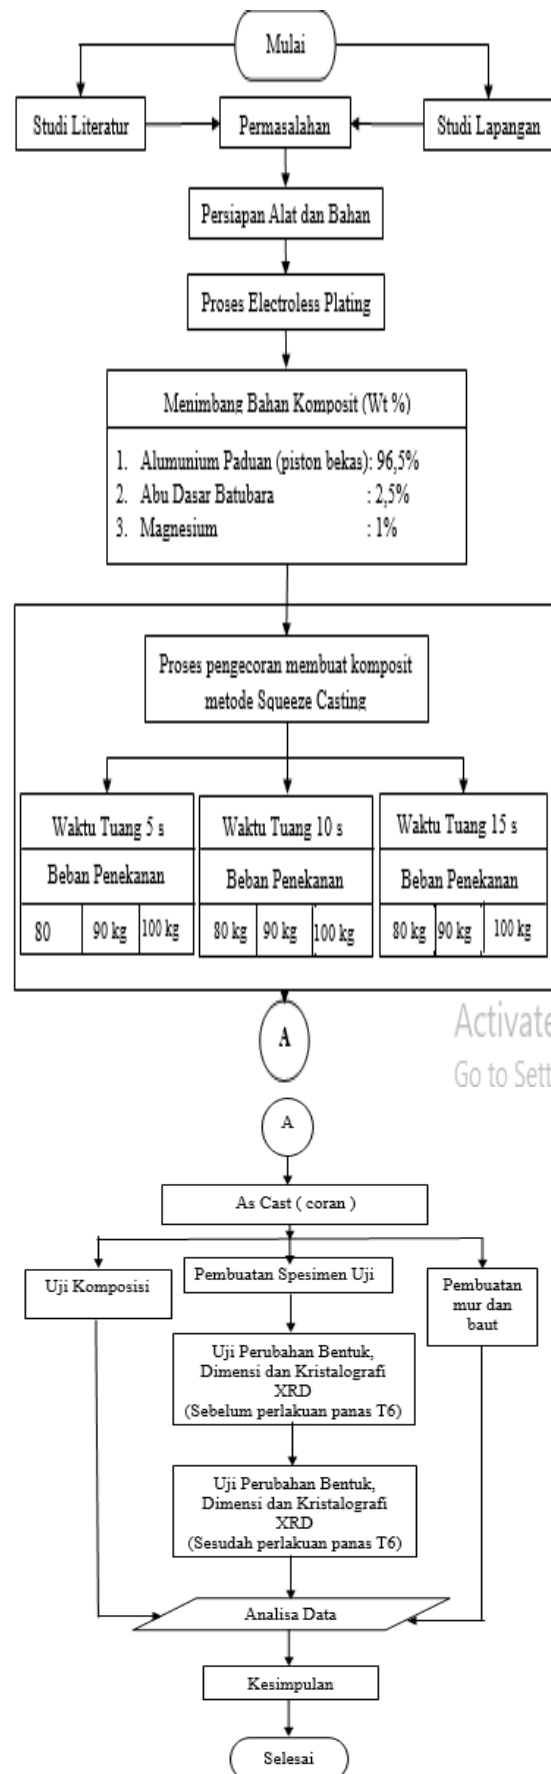 Mulai
Studi Literatur
Permasalahan
Studi Lapangan
Persiapan Alat dan Bahan
Proses Electroless Plating
Menimbang Bahan Komposit (Wt %)
1. Alumunium Paduan (piston bekas): 96,5%
2. Abu Dasar Batubara : 2,5%
3. Magnesium : 1%
Proses pengecoran membuat komposit
metode Squeeze Casting
Waktu Tuang 5 s
Beban Penekanan
80 90 kg 100 kg
Waktu Tuang 10 s
Beban Penekanan
80 kg 90 kg 100 kg
Waktu Tuang 15 s
Beban Penekanan
80 kg 90 kg 100 kg
A
Activate
Go to Sett
A
As Cast ( coran )
Uji Komposisi
Pembuatan Spesimen Uji
Pembuatan
mur dan
baut
Uji Perubahan Bentuk,
Dimensi dan Kristalografi
XRD
(Sebelum perlakuan panas T6)
Uji Perubahan Bentuk,
Dimensi dan Kristalografi
XRD
(Sesudah perlakuan panas T6)
Analisa Data
Kesimpulan
Selesai